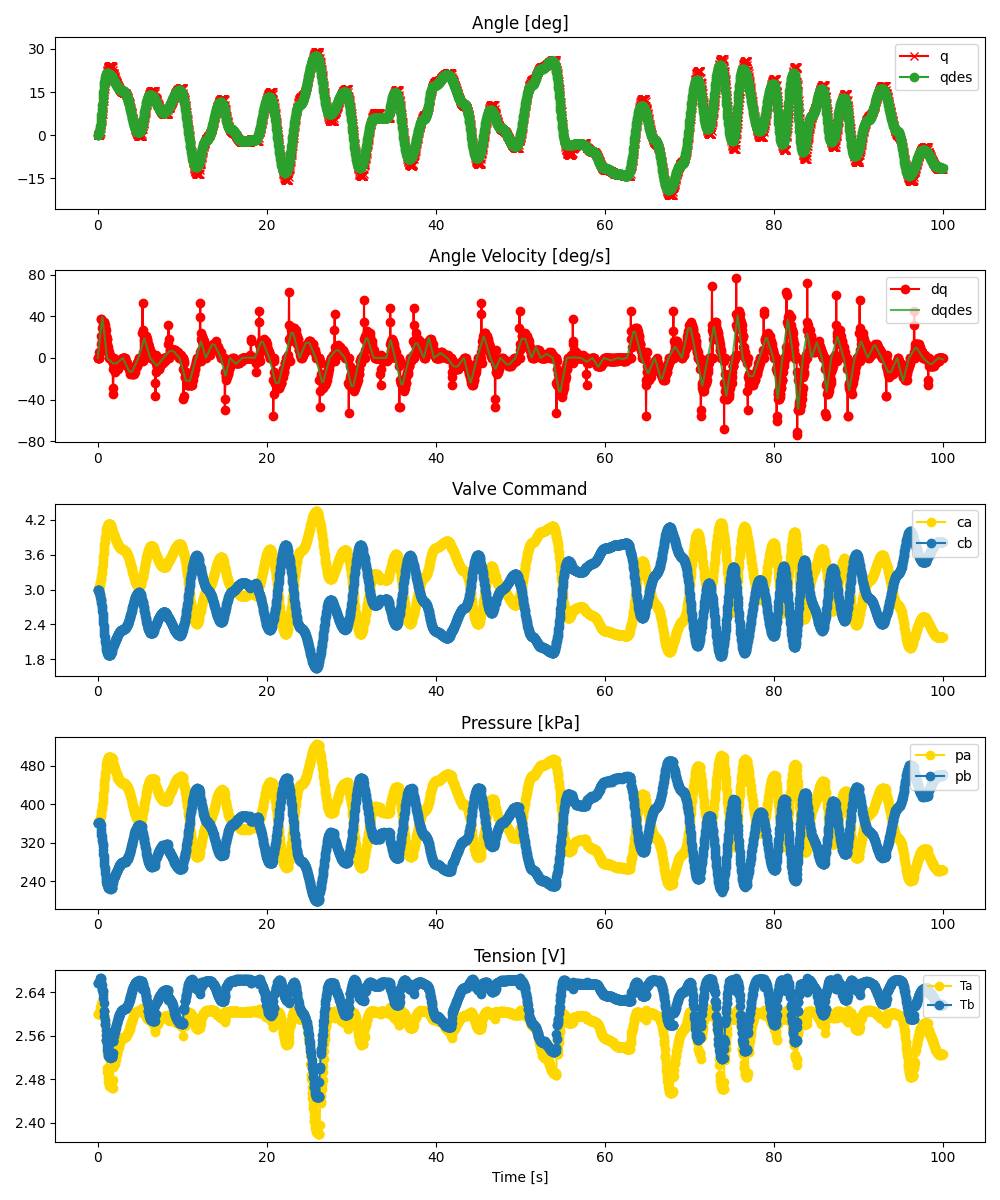 Angle [deg]
30
15
0
−15
q
qdes
0 20 40 60 80 100
Angle Velocity [deg/s]
80
40
0
−40
−80
dq
dqdes
0 20 40 60 80 100
Valve Command
4.2
3.6
3.0
2.4
1.8
ca
cb
0 20 40 60 80 100
Pressure [kPa]
480
400
320
240
pa
pb
0 20 40 60 80 100
Tension [V]
2.64
2.56
2.48
2.40
Ta
Tb
0 20 40 60 80 100
Time [s]